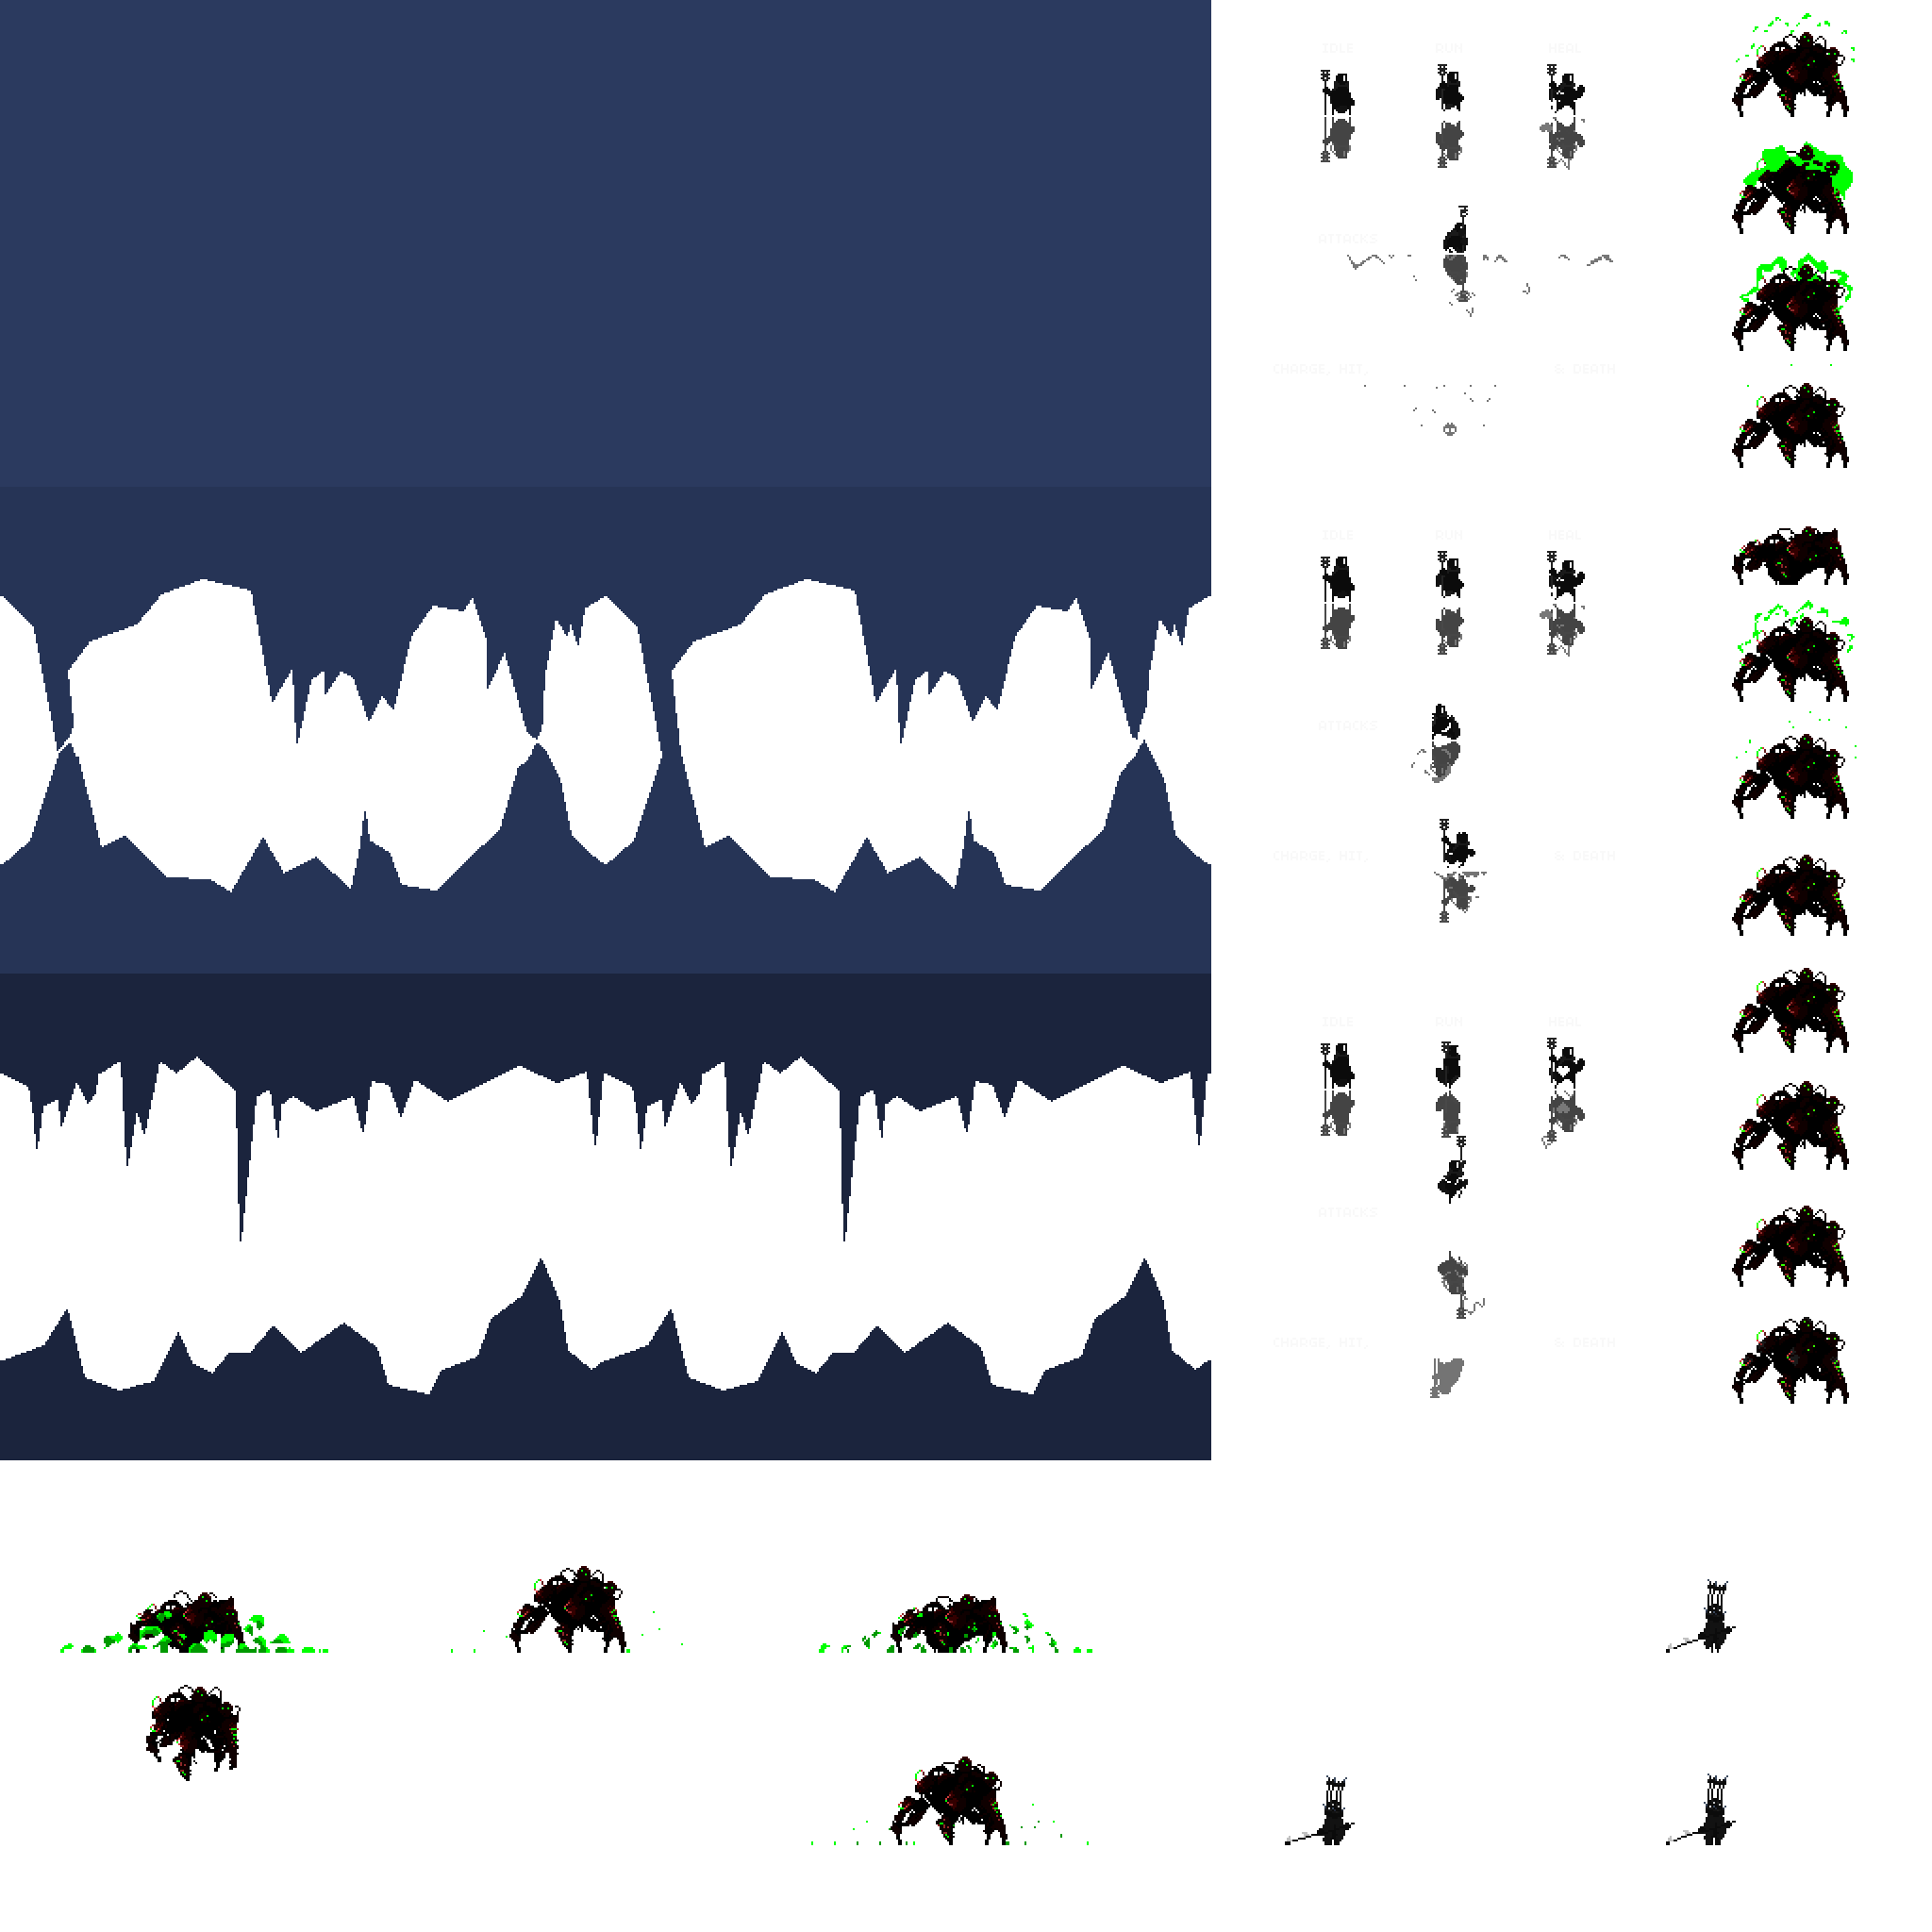 IDLE RUN HEAL
ATTACKS
CHARGE, HIT, & DEATH
IDLE RUN HEAL
ATTACKS
CHARGE, HIT, & DEATH
IDLE RUN HEAL
ATTACKS
CHARGE, HIT, & DEATH